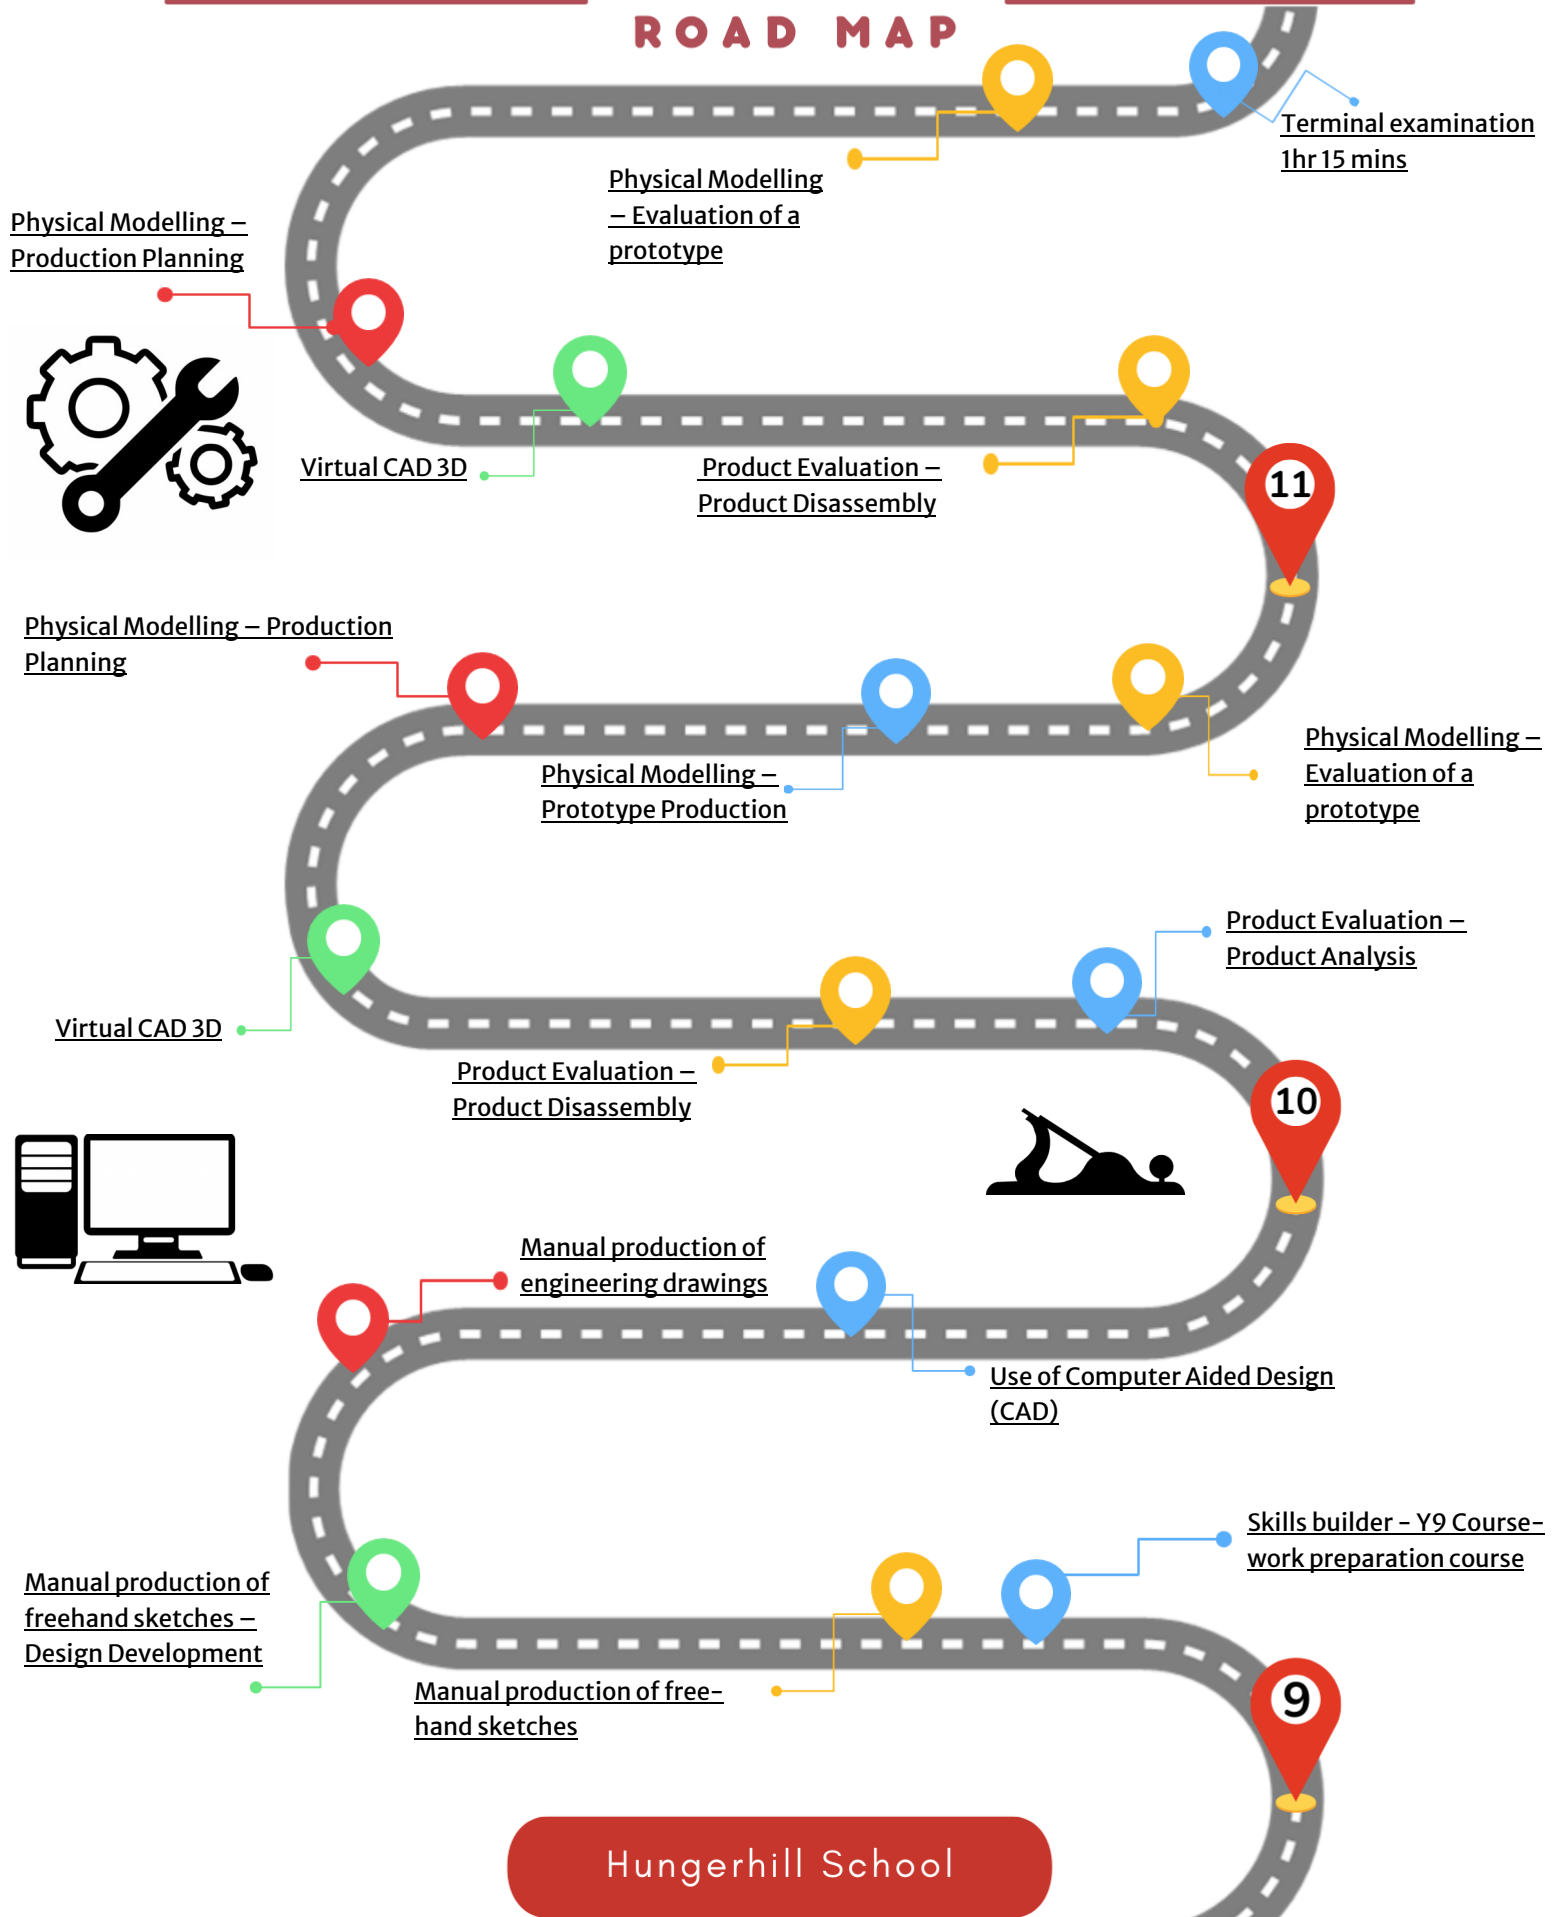 ROAD MAP
Terminal examination
1hr 15 mins
Physical Modelling
– Evaluation of a
prototype
Physical Modelling –
Production Planning
Virtual CAD 3D
Product Evaluation –
Product Disassembly
11
Physical Modelling – Production
Planning
Physical Modelling –
Prototype Production
Physical Modelling –
Evaluation of a
prototype
Product Evaluation –
Product Analysis
Virtual CAD 3D
Product Evaluation –
Product Disassembly
10
Manual production of
engineering drawings
Use of Computer Aided Design
(CAD)
Skills builder - Y9 Course-
work preparation course
Manual production of
freehand sketches –
Design Development
Manual production of free-
hand sketches
9
Hungerhill School